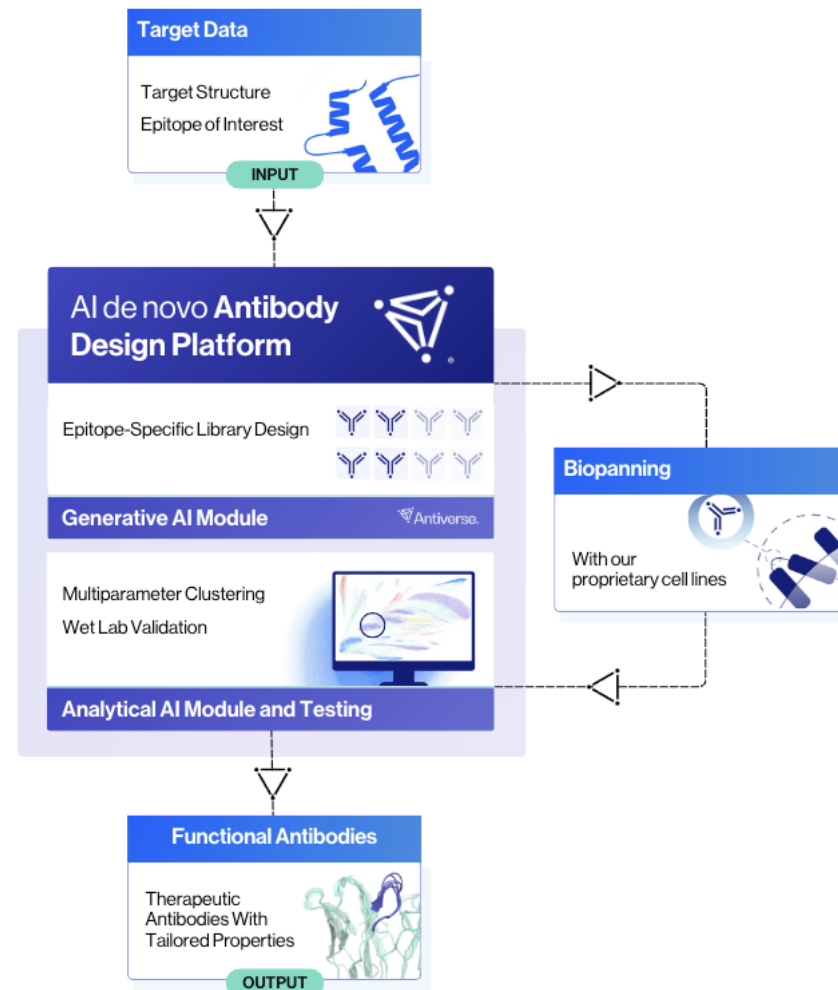 Target Data
Target Structure
Epitope of Interest
INPUT
AI de novo Antibody
Design Platform
Epitope-Specific Library Design
Generative AI Module
Antiverse.
Biopanning
With our
proprietary cell lines
Multiparameter Clustering
Wet Lab Validation
Analytical AI Module and Testing
Functional Antibodies
Therapeutic
Antibodies With
Tailored Properties
OUTPUT